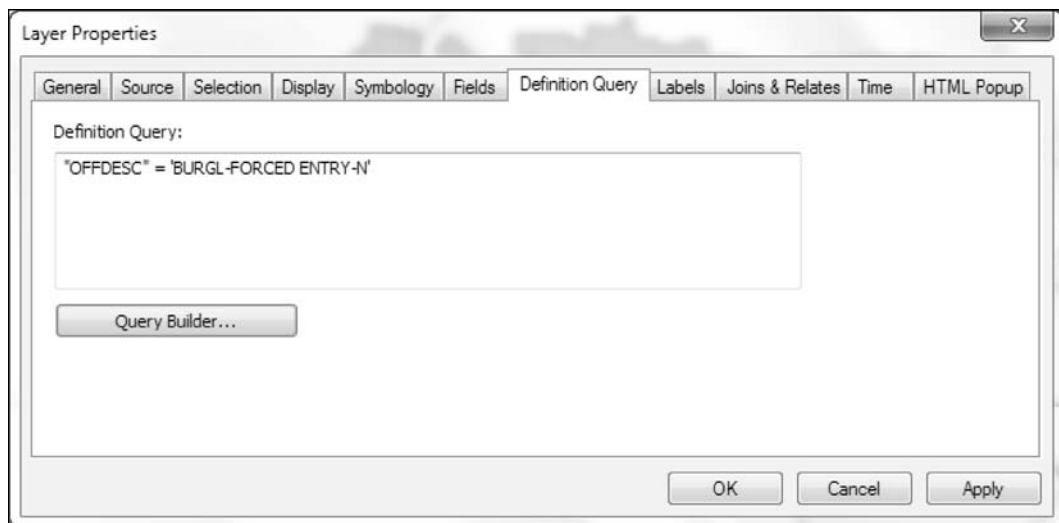 Layer Properties
General Source Selection Display Symbology Fields Definition Query Labels Joins & Relates Time HTML Popup
Definition Query:
"OFFDESC" = 'BURGL-FORCED ENTRY-N'
Query Builder...
OK Cancel Apply